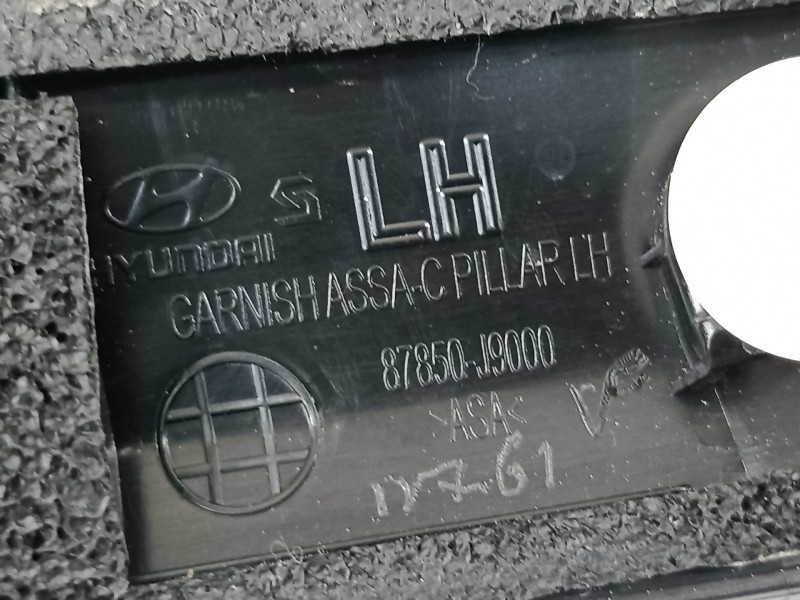 LH
HYUNDAI
GARNISH ASSA-C PILLAR LH
87850-J9000
>ASA<